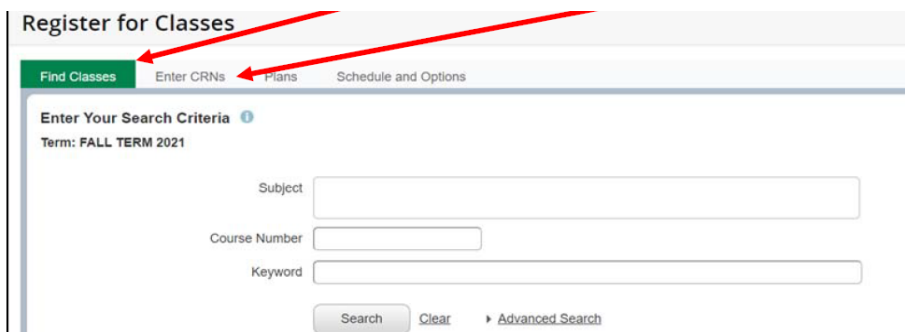 Register for Classes
Find Classes Enter CRNs Plans Schedule and Options
Enter Your Search Criteria
Term: FALL TERM 2021
Subject
Course Number
Keyword
Search Clear Advanced Search